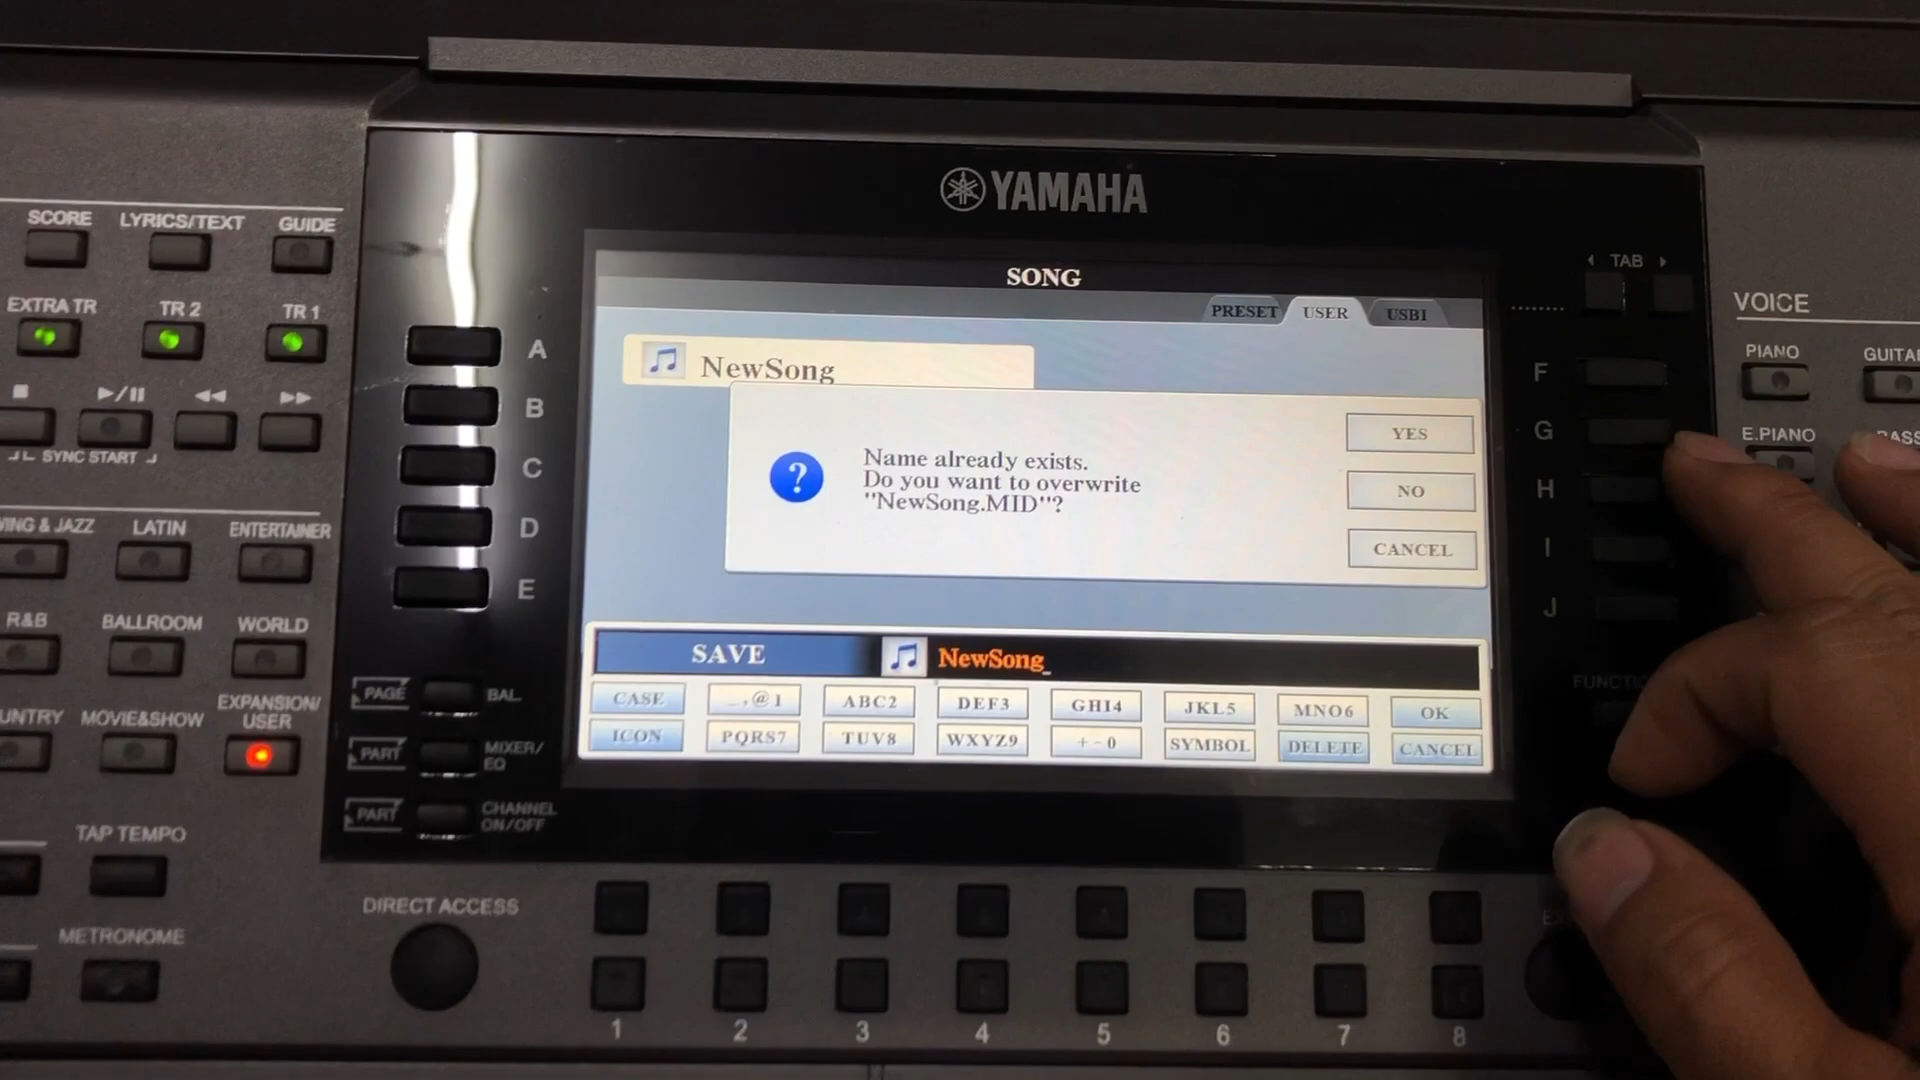 YAMAHA
SONG
PRESET
USER
USB1
NewSong
Name already exists.
Do you want to overwrite
"NewSong.MID"?
YES
NO
CANCEL
SAVE
NewSong_
CASE
_,@1
ABC2
DEF3
GHI4
JKL5
MNO6
OK
ICON
PQRS7
TUV8
WXYZ9
+-0
SYMBOL
DELETE
CANCEL
SCORE
LYRICS/TEXT
GUIDE
EXTRA TR
TR 2
TR 1
SYNC START
LATIN
ENTERTAINER
R&B
BALLROOM
WORLD
MOVIE&SHOW
EXPANSION/
USER
TAP TEMPO
METRONOME
A
B
C
D
E
PAGE
BAL.
PART
MIXER/
EQ
PART
CHANNEL
ON/OFF
DIRECT ACCESS
1
2
3
4
5
6
7
8
TAB
F
G
H
I
J
VOICE
PIANO
E.PIANO